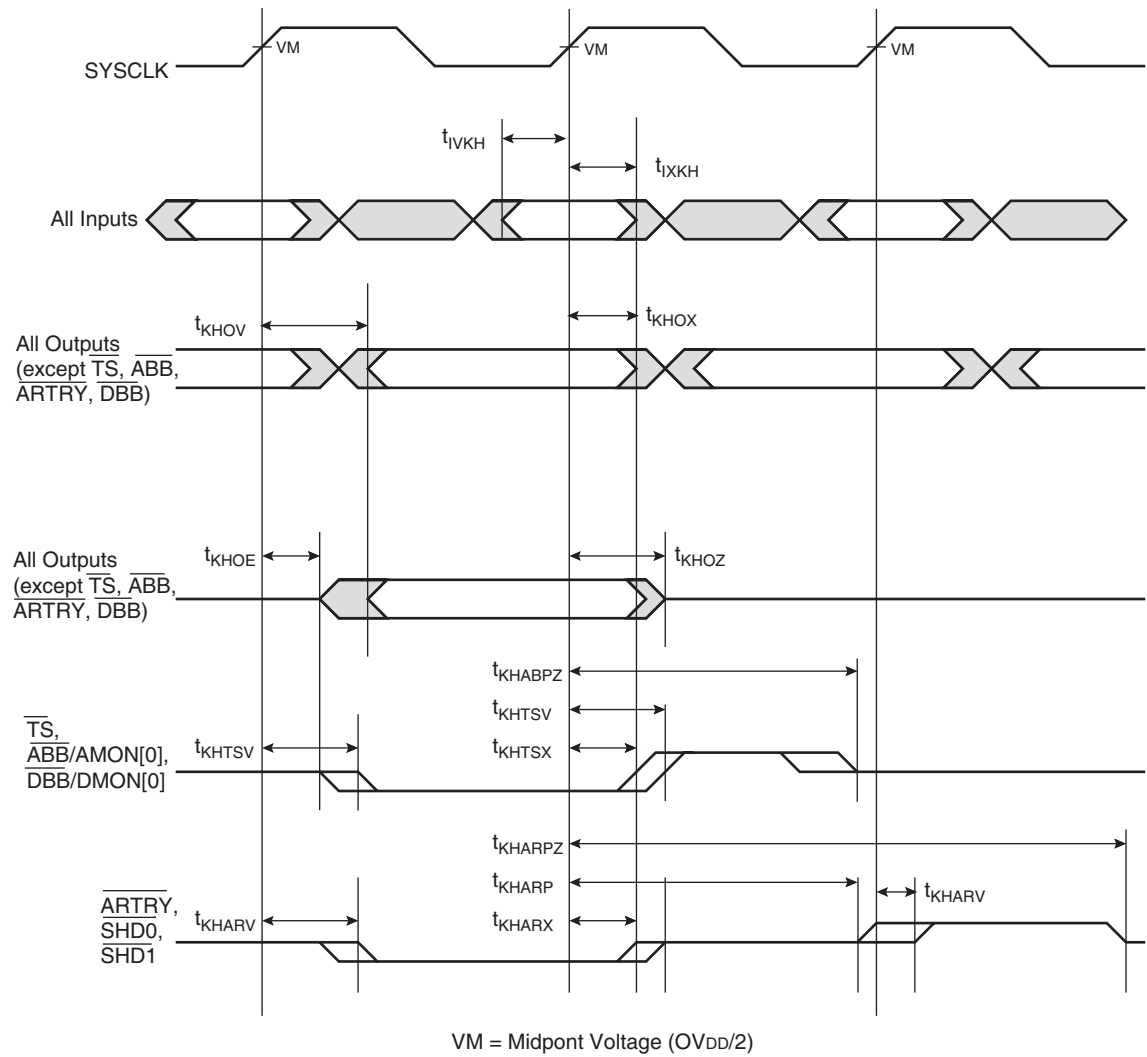 VM
VM
VM
SYSCLK
tIVKH
tIXKH
All Inputs
tKHOV
tKHOX
All Outputs
(except TS, ABB,
ARTRY, DBB)
tKHOE
tKHOZ
All Outputs
(except TS, ABB,
ARTRY, DBB)
tKHABPZ
tKHTSV
tKHTSV
tKHTSX
TS,
ABB/AMON[0],
DBB/DMON[0]
tKHARPZ
tKHARP
tKHARV
tKHARV
tKHARX
ARTRY,
SHD0,
SHD1
VM = Midpont Voltage (OVDD/2)